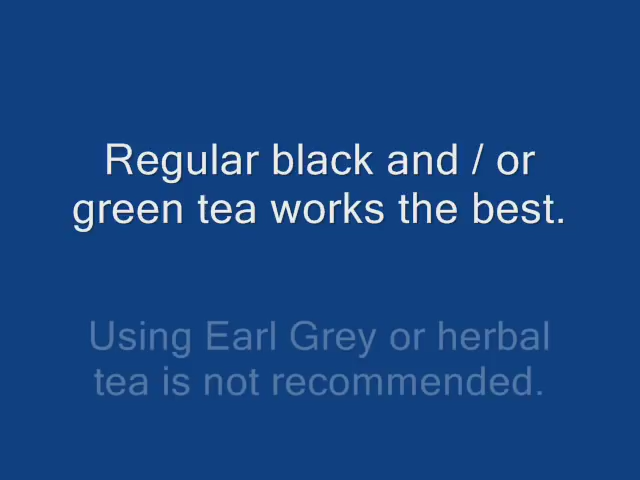 Regular black and / or
green tea works the best.
Using Earl Grey or herbal
tea is not recommended.